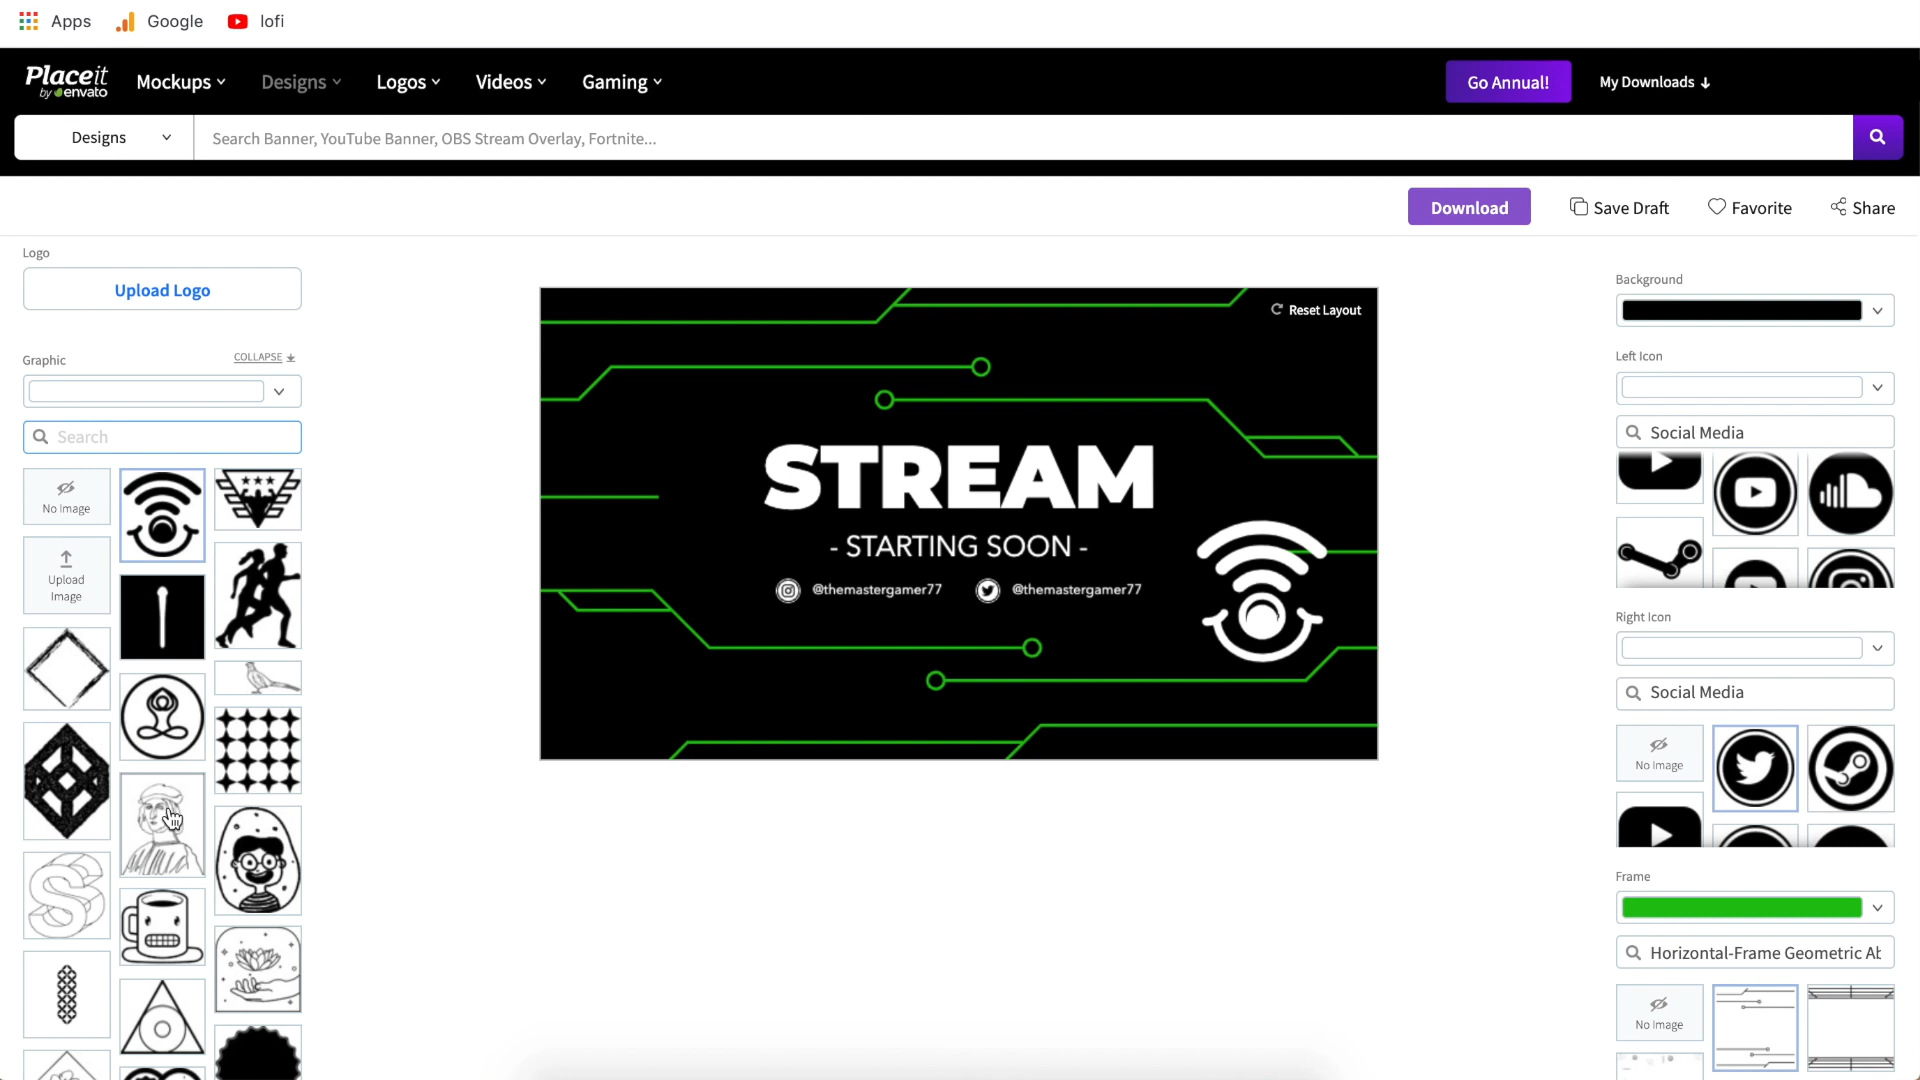 Apps
Google
lofi
Placeit
by envato
Mockups
Designs
Logos
Videos
Gaming
Go Annual!
My Downloads
Designs
Search Banner, YouTube Banner, OBS Stream Overlay, Fortnite...
Download
Save Draft
Favorite
Share
Logo
Upload Logo
Graphic
COLLAPSE
Search
No Image
Upload
Image
S
Reset Layout
STREAM
- STARTING SOON -
@themastergamer77
@themastergamer77
Background
Left Icon
Social Media
Right Icon
Social Media
No Image
Frame
Horizontal-Frame Geometric Al
No Image